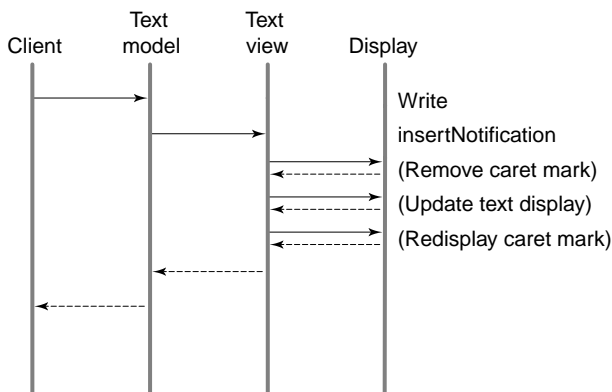 Client
Text
model
Text
view
Display
Write
insertNotification
(Remove caret mark)
(Update text display)
(Redisplay caret mark)